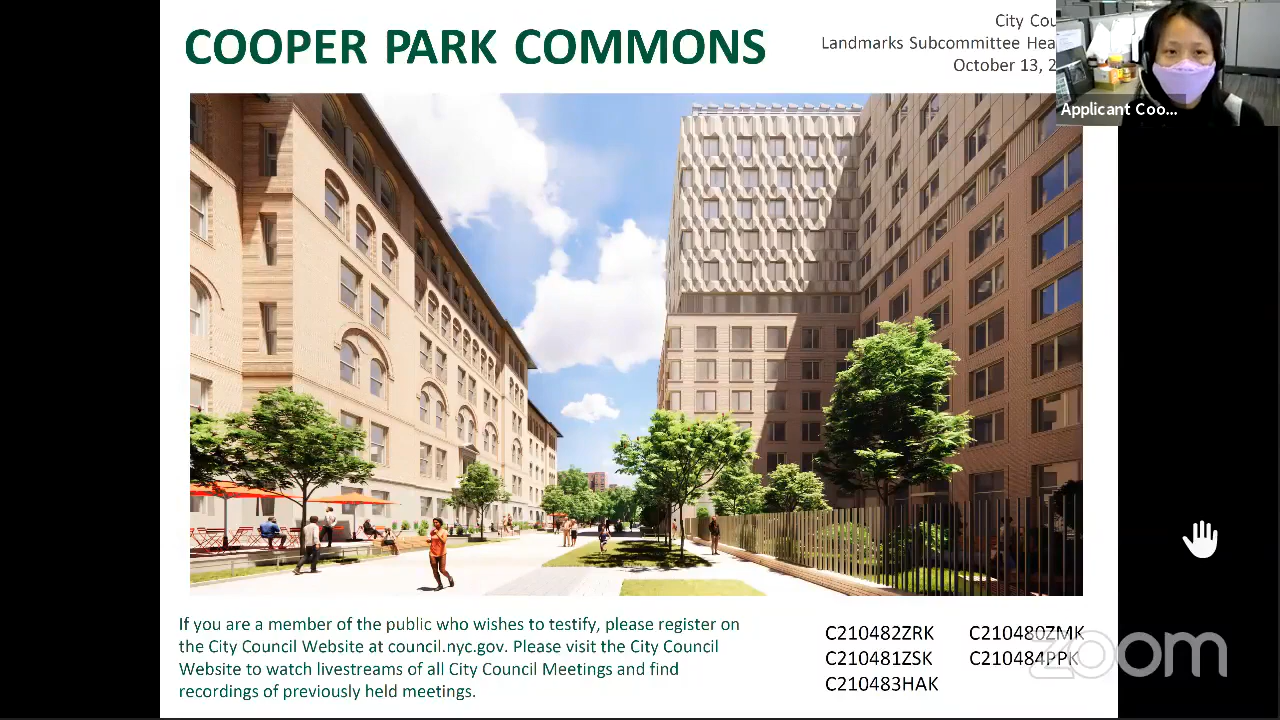 COOPER PARK COMMONS
City Cou
Landmarks Subcommittee Hea
October 13, 2
Applicant Coo...
If you are a member of the public who wishes to testify, please register on
the City Council Website at council.nyc.gov. Please visit the City Council
Website to watch livestreams of all City Council Meetings and find
recordings of previously held meetings.
C210482ZRK C210480ZMK
C210481ZSK C210484PPK
C210483HAK
zoom